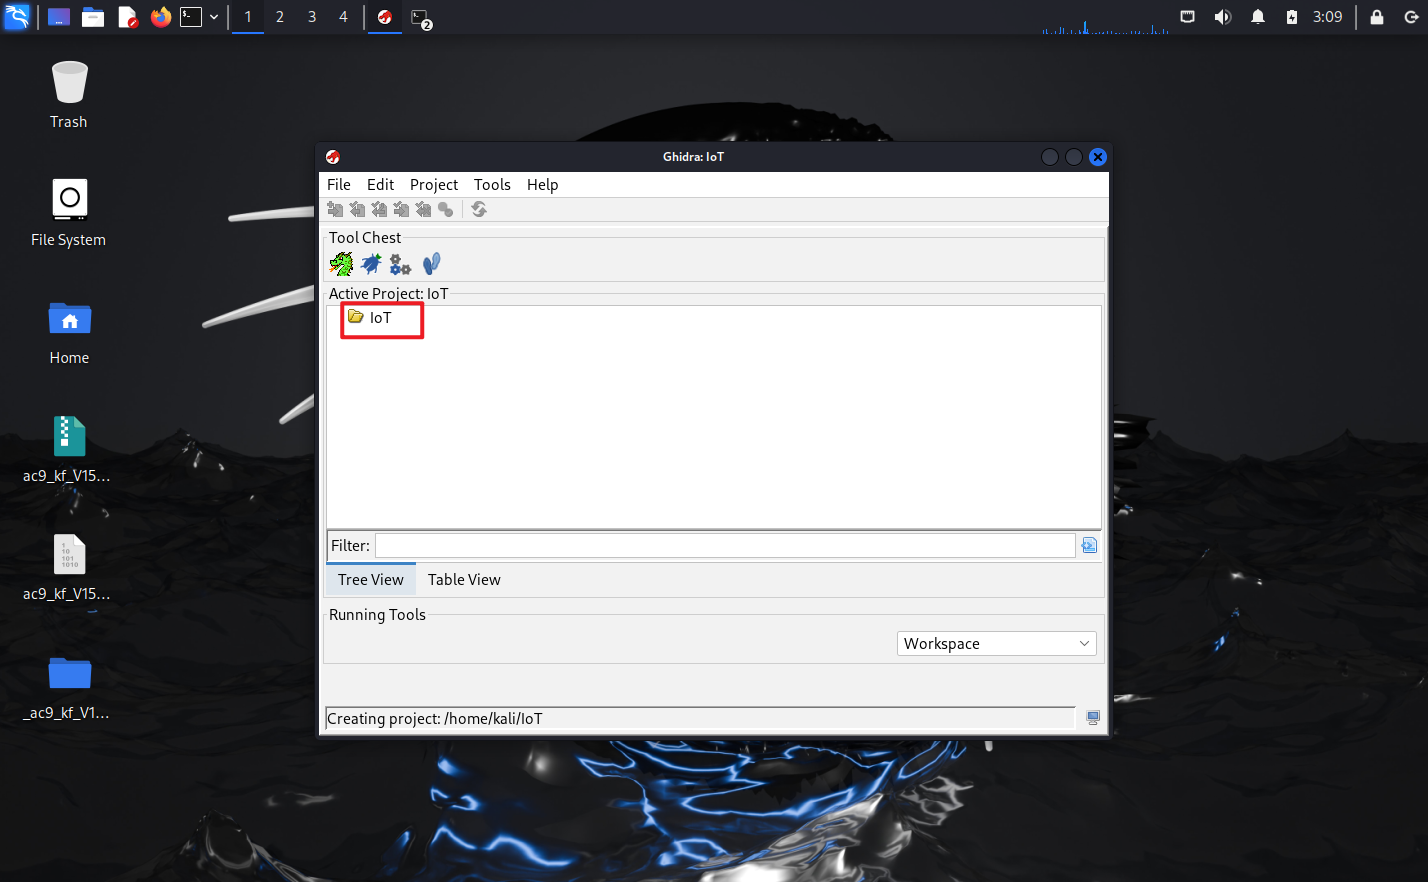 1 2 3 4 2 3:09
Trash
File System
Home
ac9_kf_V15...
ac9_kf_V15...
_ac9_kf_V1...
Ghidra: IoT
File Edit Project Tools Help
Tool Chest
Active Project: IoT
IoT
Filter:
Tree View Table View
Running Tools
Workspace
Creating project: /home/kali/IoT